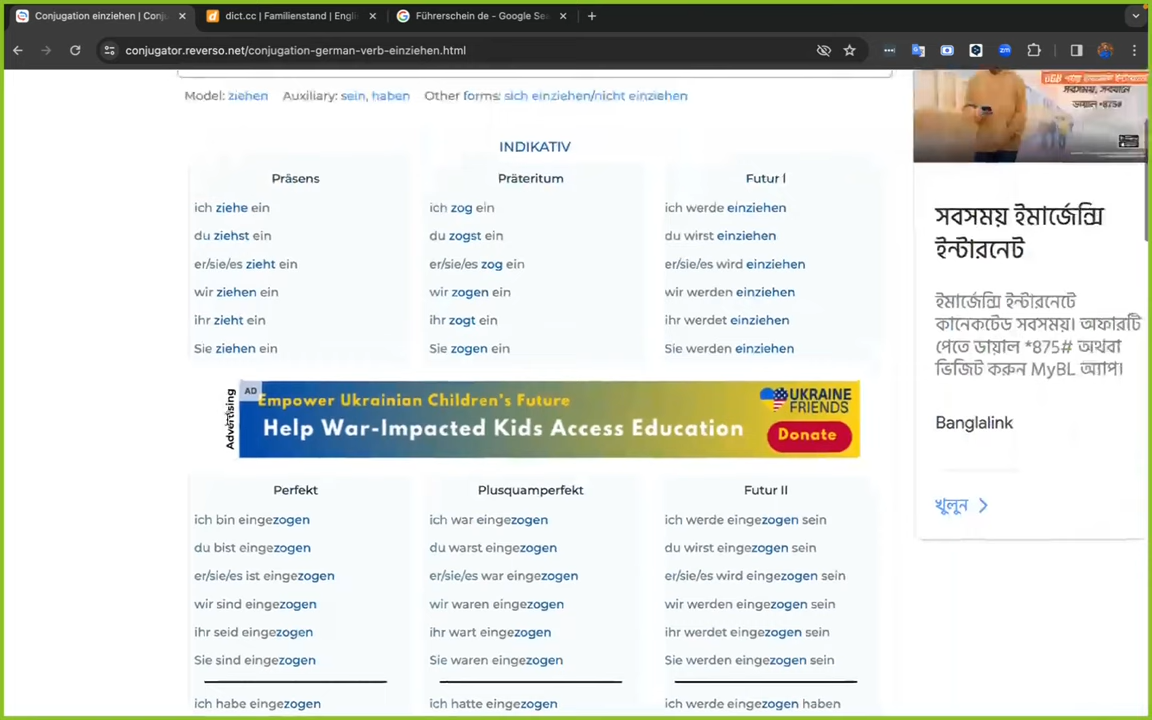 Conjugation einziehen | Conj
dict.cc | Familienstand | Engli
Führerschein de - Google Se
conjugator.reverso.net/conjugation-german-verb-einziehen.html
Model: ziehen Auxiliary: sein, haben Other forms: sich einziehen/nicht einziehen
INDIKATIV
Präsens
ich ziehe ein
du ziehst ein
er/sie/es zieht ein
wir ziehen ein
ihr zieht ein
Sie ziehen ein
Präteritum
ich zog ein
du zogst ein
er/sie/es zog ein
wir zogen ein
ihr zogt ein
Sie zogen ein
Futur I
ich werde einziehen
du wirst einziehen
er/sie/es wird einziehen
wir werden einziehen
ihr werdet einziehen
Sie werden einziehen
Advertising
AD
Empower Ukrainian Children's Future
Help War-Impacted Kids Access Education
UKRAINE
FRIENDS
Donate
Perfekt
ich bin eingezogen
du bist eingezogen
er/sie/es ist eingezogen
wir sind eingezogen
ihr seid eingezogen
Sie sind eingezogen
ich habe eingezogen
Plusquamperfekt
ich war eingezogen
du warst eingezogen
er/sie/es war eingezogen
wir waren eingezogen
ihr wart eingezogen
Sie waren eingezogen
ich hatte eingezogen
Futur II
ich werde eingezogen sein
du wirst eingezogen sein
er/sie/es wird eingezogen sein
wir werden eingezogen sein
ihr werdet eingezogen sein
Sie werden eingezogen sein
ich werde eingezogen haben
ডায়াল *৪৭৫#
সবসময় ইমার্জেন্সি
ইন্টারনেট
ইমার্জেন্সি ইন্টারনেটে
কানেকটেড সবসময়। অফারটি
পেতে ডায়াল *875# অথবা
ভিজিট করুন MyBL অ্যাপ।
Banglalink
খুলুন